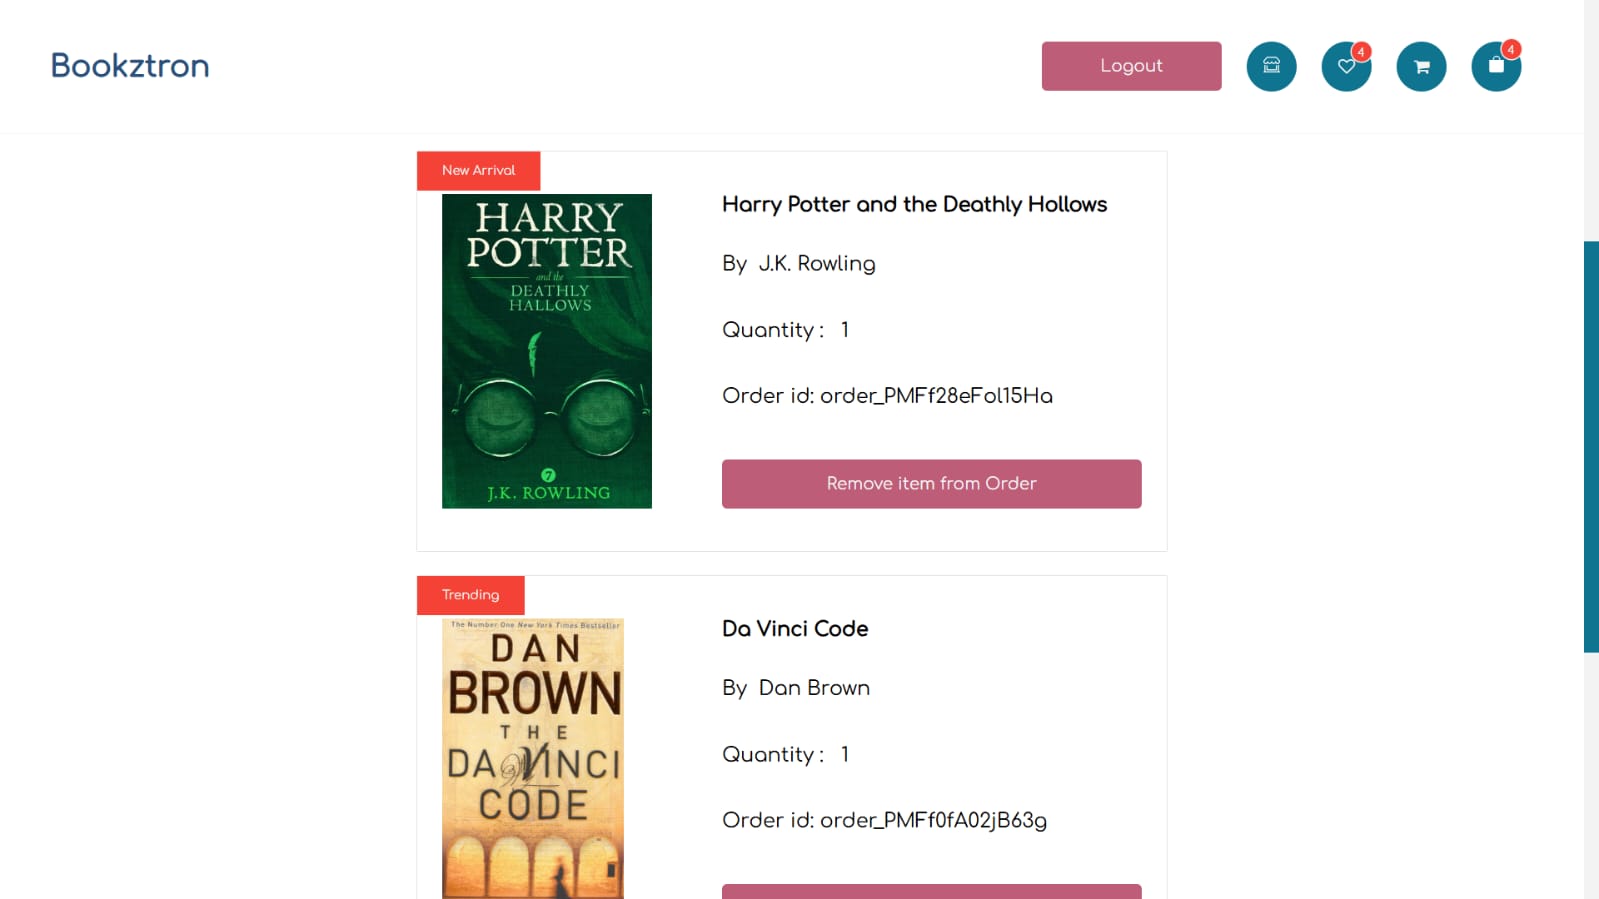 Bookztron
Logout
4
4
New Arrival
HARRY
POTTER
and the
DEATHLY
HALLOWS
7
J.K. ROWLING
Harry Potter and the Deathly Hollows
By J.K. Rowling
Quantity : 1
Order id: order_PMFf28eFol15Ha
Remove item from Order
Trending
The Number One New York Times Bestseller
DAN
BROWN
THE
DA VINCI
CODE
Da Vinci Code
By Dan Brown
Quantity : 1
Order id: order_PMFf0fA02jB63g